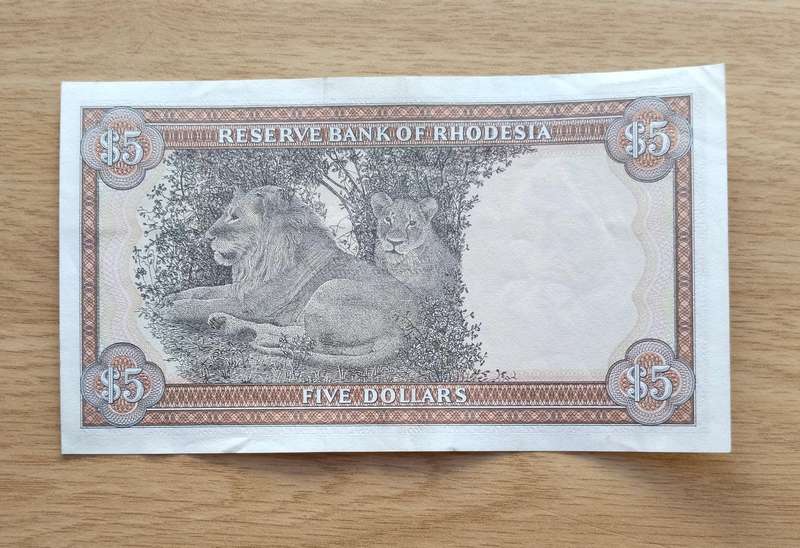 $5 RESERVE BANK OF RHODESIA $5
$5 FIVE DOLLARS $5